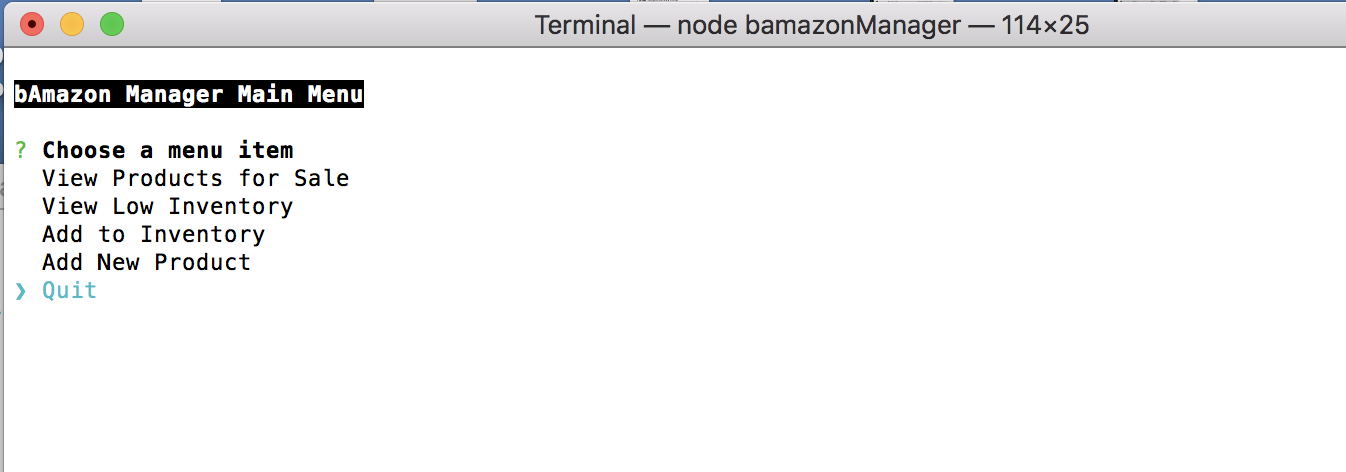 Terminal — node bamazonManager — 114×25
bAmazon Manager Main Menu
? Choose a menu item
View Products for Sale
View Low Inventory
Add to Inventory
Add New Product
❯ Quit